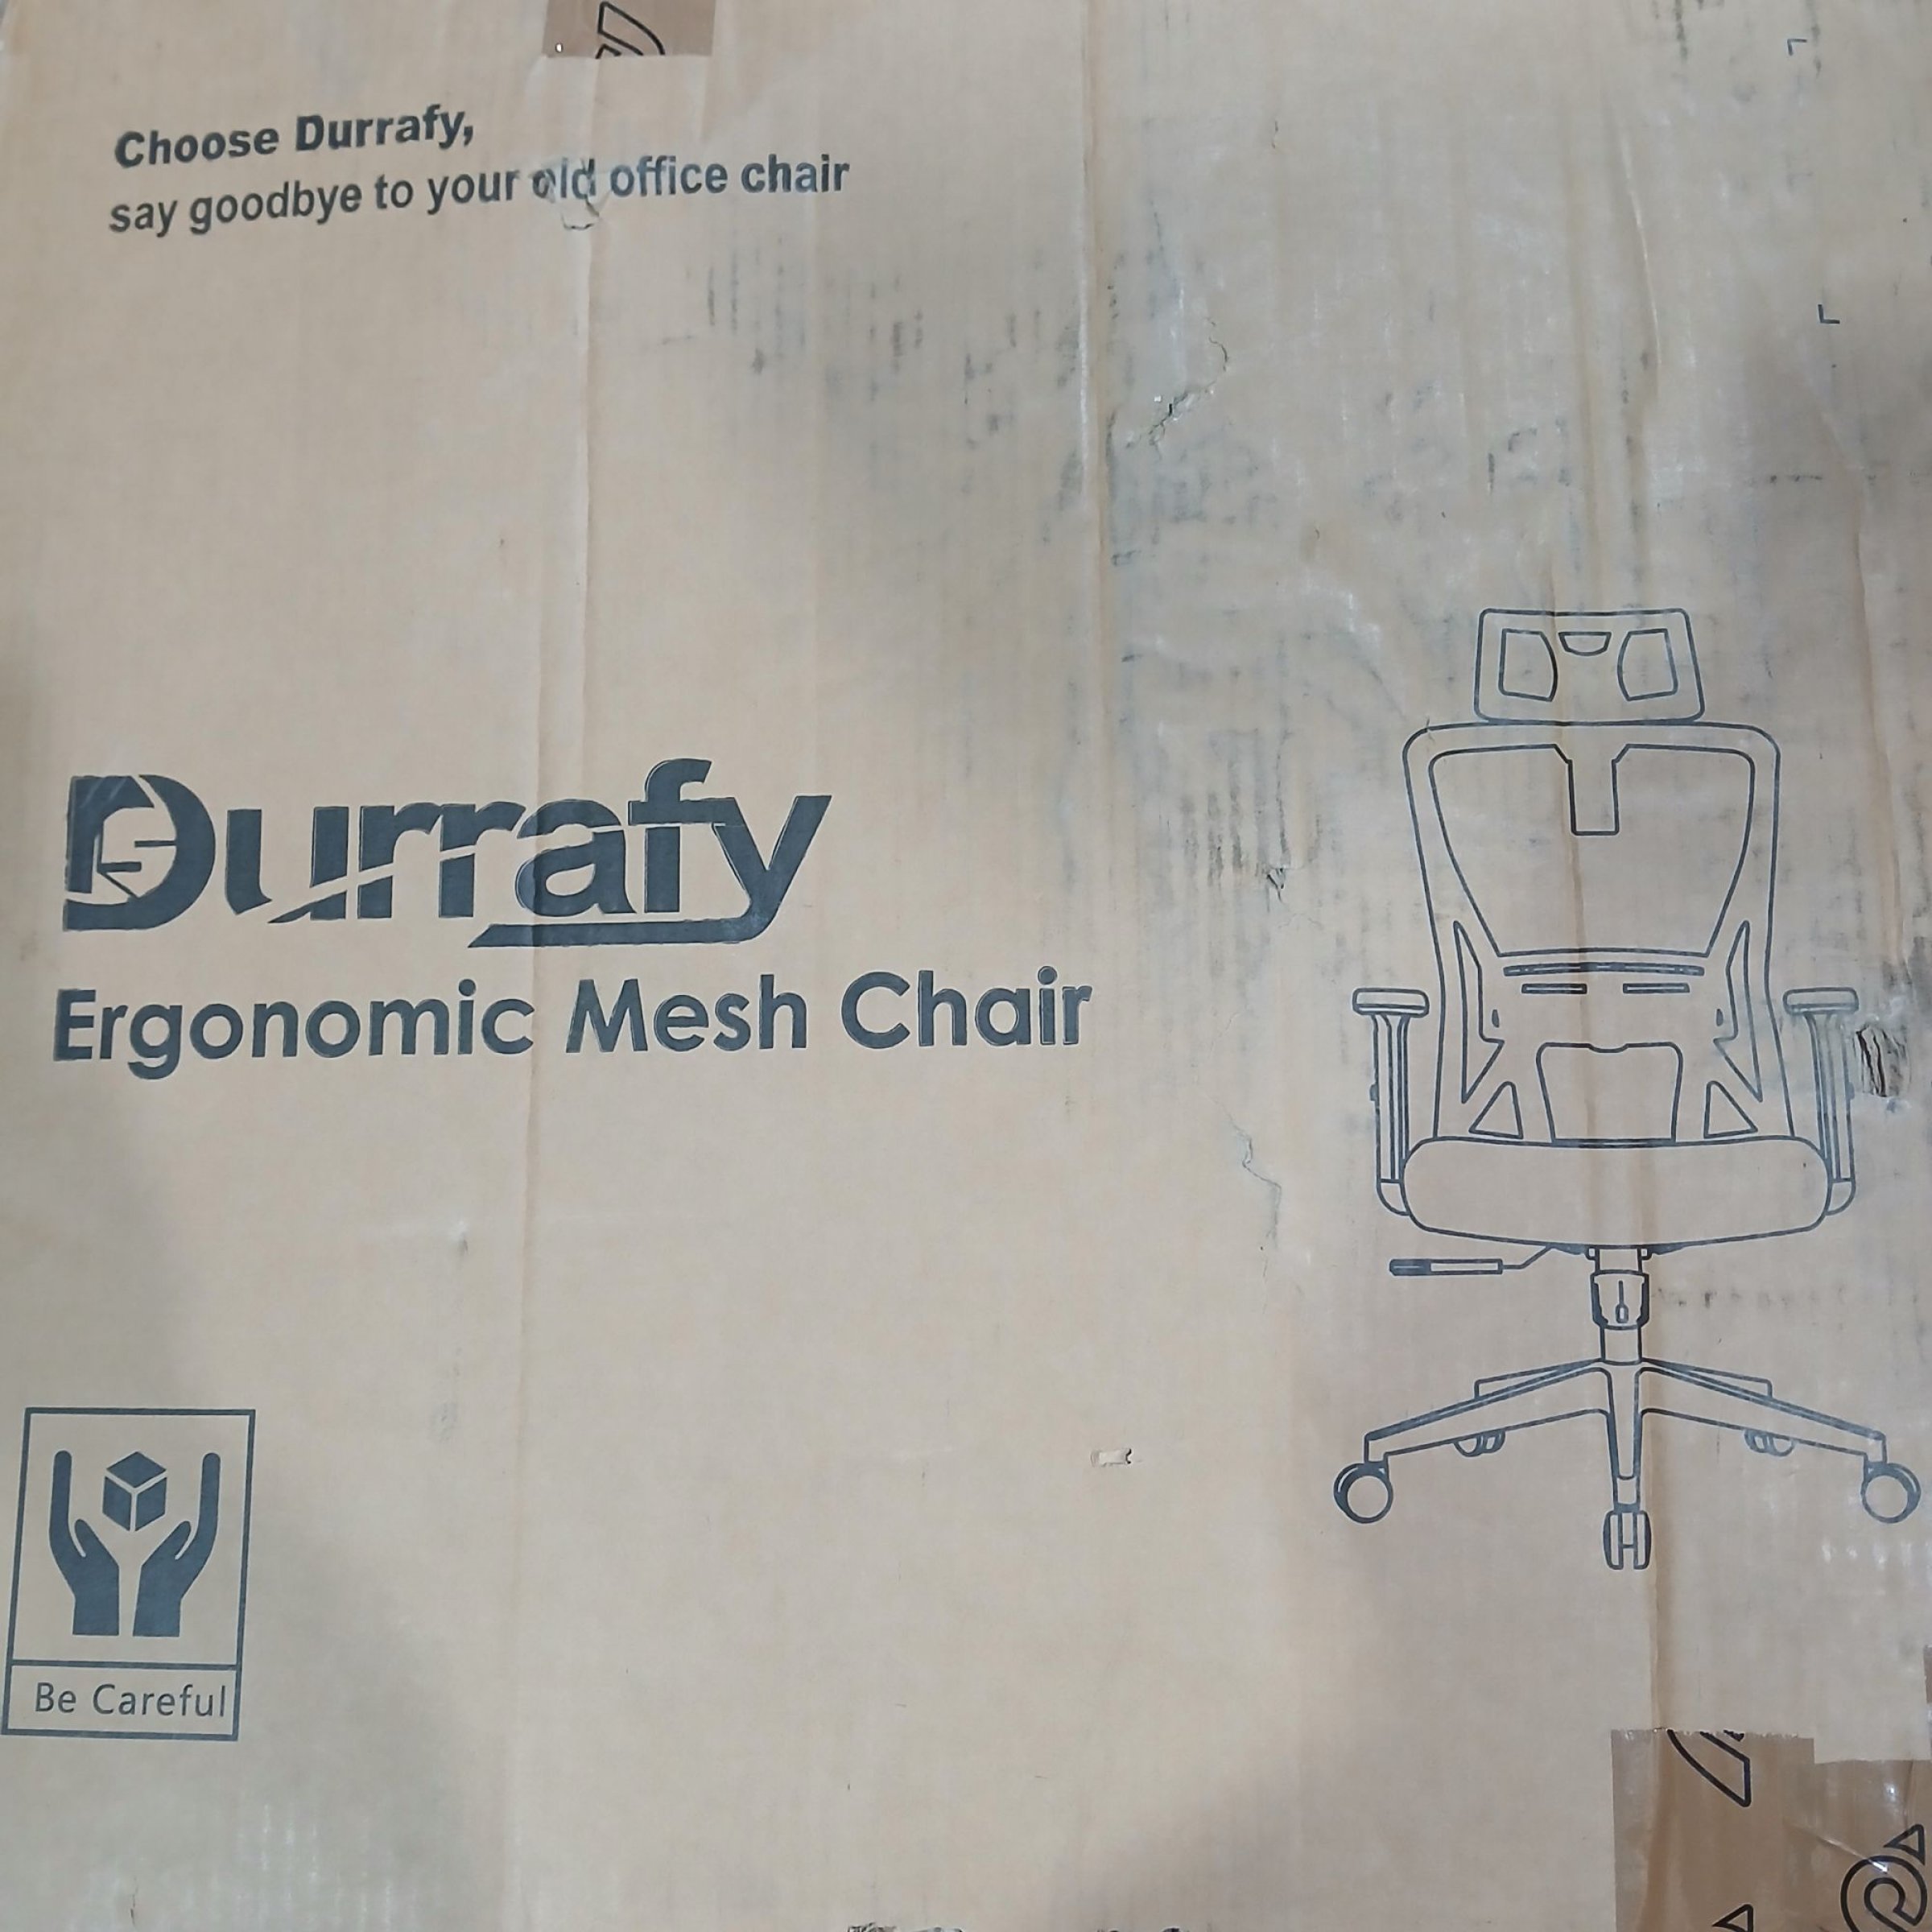 Choose Durrafy,
say goodbye to your old office chair
Durrafy
Ergonomic Mesh Chair
Be Careful